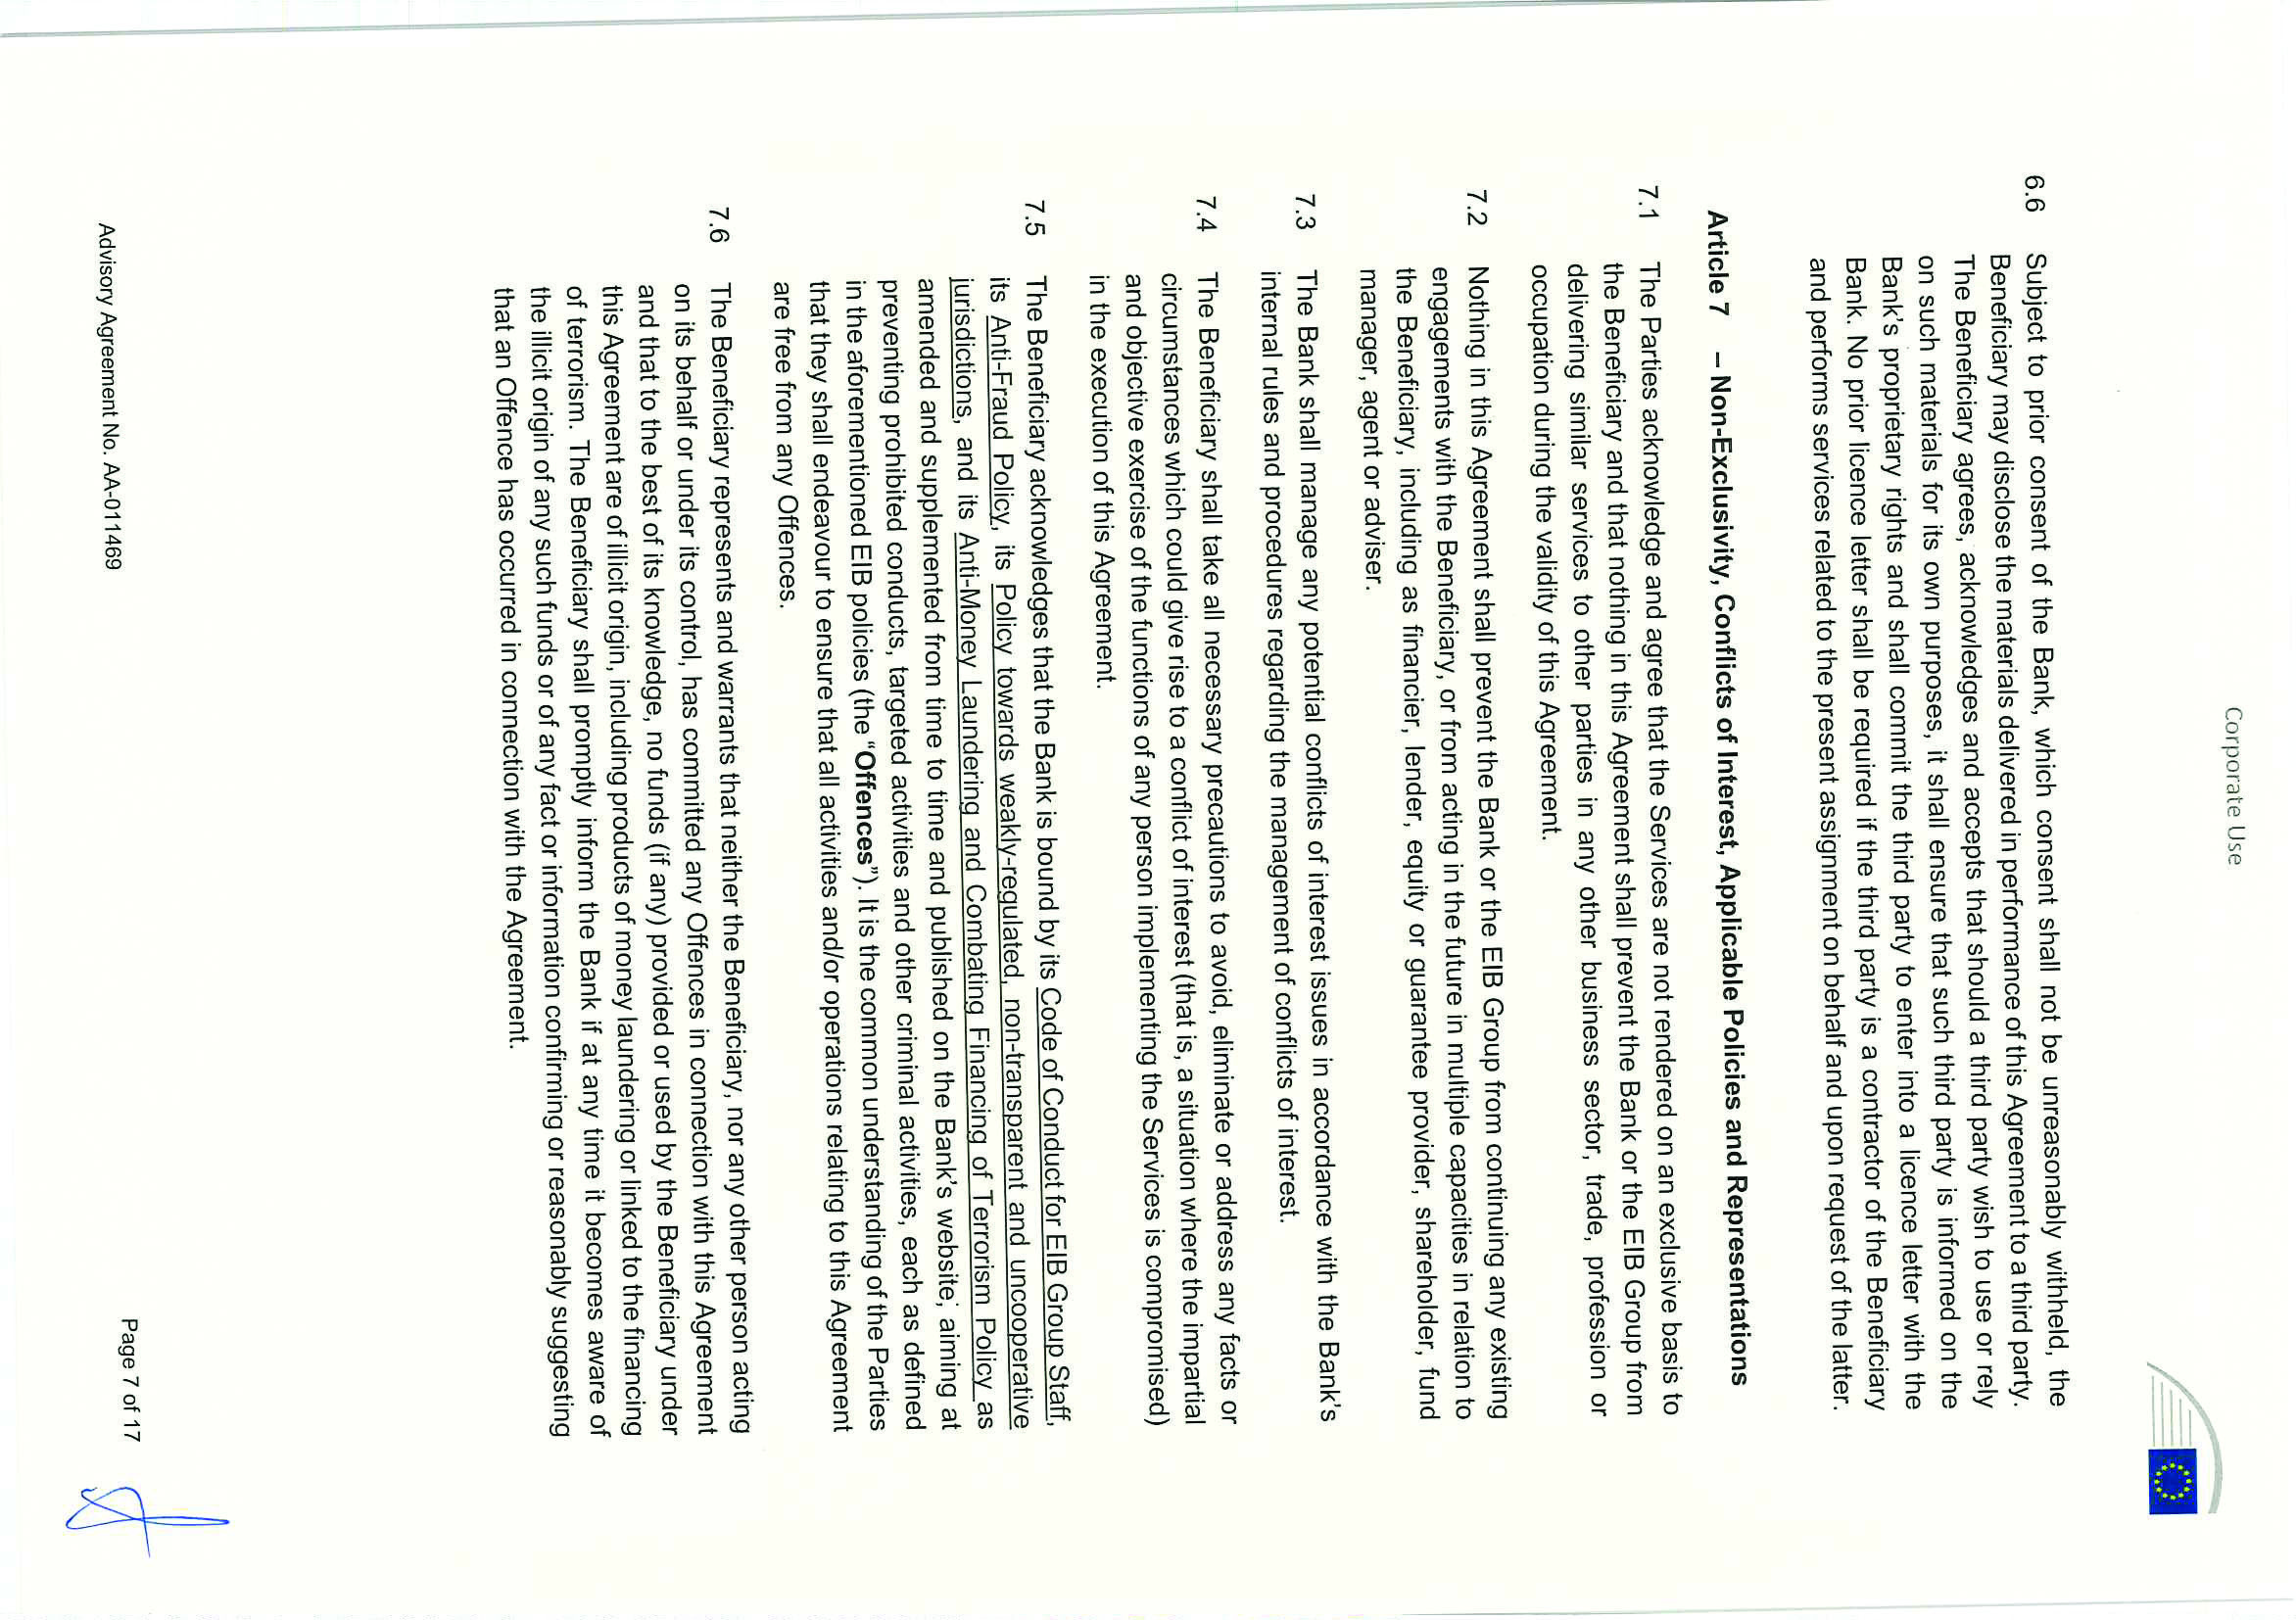 Corporate Use
6.6 Subject to prior consent of the Bank, which consent shall not be unreasonably withheld, the
Beneficiary may disclose the materials delivered in performance of this Agreement to a third party.
The Beneficiary agrees, acknowledges and accepts that should a third party wish to use or rely
on such materials for its own purposes, it shall ensure that such third party is informed on the
Bank's proprietary rights and shall commit the third party to enter into a licence letter with the
Bank. No prior licence letter shall be required if the third party is a contractor of the Beneficiary
and performs services related to the present assignment on behalf and upon request of the latter.
Article 7 – Non-Exclusivity, Conflicts of Interest, Applicable Policies and Representations
7.1 The Parties acknowledge and agree that the Services are not rendered on an exclusive basis to
the Beneficiary and that nothing in this Agreement shall prevent the Bank or the EIB Group from
delivering similar services to other parties in any other business sector, trade, profession or
occupation during the validity of this Agreement.
7.2 Nothing in this Agreement shall prevent the Bank or the EIB Group from continuing any existing
engagements with the Beneficiary, or from acting in the future in multiple capacities in relation to
the Beneficiary, including as financier, lender, equity or guarantee provider, shareholder, fund
manager, agent or adviser.
7.3 The Bank shall manage any potential conflicts of interest issues in accordance with the Bank's
internal rules and procedures regarding the management of conflicts of interest.
7.4 The Beneficiary shall take all necessary precautions to avoid, eliminate or address any facts or
circumstances which could give rise to a conflict of interest (that is, a situation where the impartial
and objective exercise of the functions of any person implementing the Services is compromised)
in the execution of this Agreement.
7.5 The Beneficiary acknowledges that the Bank is bound by its Code of Conduct for EIB Group Staff,
its Anti-Fraud Policy, its Policy towards weakly-regulated, non-transparent and uncooperative
jurisdictions, and its Anti-Money Laundering and Combating Financing of Terrorism Policy as
amended and supplemented from time to time and published on the Bank's website; aiming at
preventing prohibited conducts, targeted activities and other criminal activities, each as defined
in the aforementioned EIB policies (the "Offences"). It is the common understanding of the Parties
that they shall endeavour to ensure that all activities and/or operations relating to this Agreement
are free from any Offences.
7.6 The Beneficiary represents and warrants that neither the Beneficiary, nor any other person acting
on its behalf or under its control, has committed any Offences in connection with this Agreement
and that to the best of its knowledge, no funds (if any) provided or used by the Beneficiary under
this Agreement are of illicit origin, including products of money laundering or linked to the financing
of terrorism. The Beneficiary shall promptly inform the Bank if at any time it becomes aware of
the illicit origin of any such funds or of any fact or information confirming or reasonably suggesting
that an Offence has occurred in connection with the Agreement.
Advisory Agreement No. AA-011469
Page 7 of 17